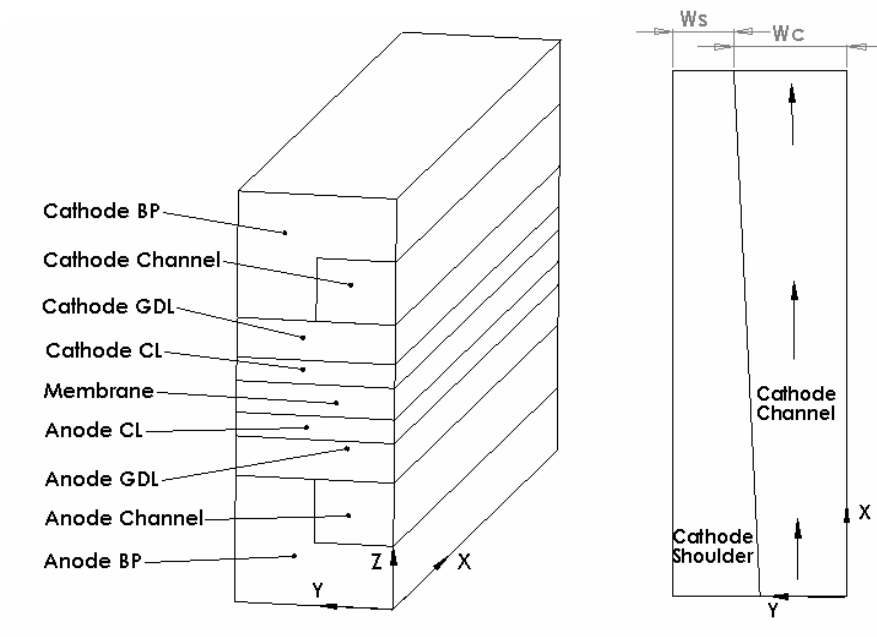 Ws
Wc
Cathode BP
Cathode Channel
Cathode GDL
Cathode CL
Membrane
Anode CL
Anode GDL
Anode Channel
Anode BP
Z
X
Y
Cathode
Channel
Cathode
Shoulder
X
Y